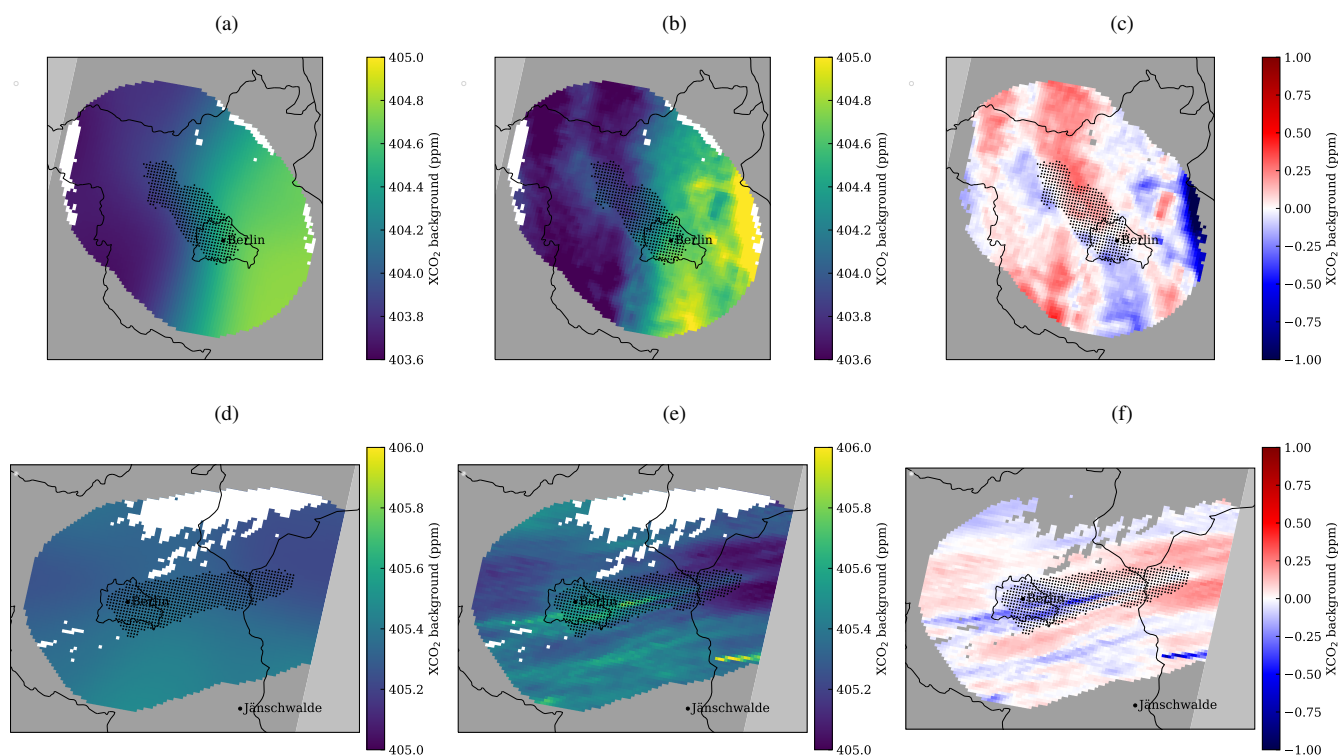 (a)
405.0
404.8
404.6
404.4
404.2
404.0
403.8
403.6
XCO₂ background (ppm)
Berlin
(b)
405.0
404.8
404.6
404.4
404.2
404.0
403.8
403.6
XCO₂ background (ppm)
Berlin
(c)
1.00
0.75
0.50
0.25
0.00
−0.25
−0.50
−0.75
−1.00
XCO₂ background (ppm)
Berlin
(d)
406.0
405.8
405.6
405.4
405.2
405.0
XCO₂ background (ppm)
Berlin
Jänschwalde
(e)
406.0
405.8
405.6
405.4
405.2
405.0
XCO₂ background (ppm)
Berlin
Jänschwalde
(f)
1.00
0.75
0.50
0.25
0.00
−0.25
−0.50
−0.75
−1.00
XCO₂ background (ppm)
Berlin
Jänschwalde